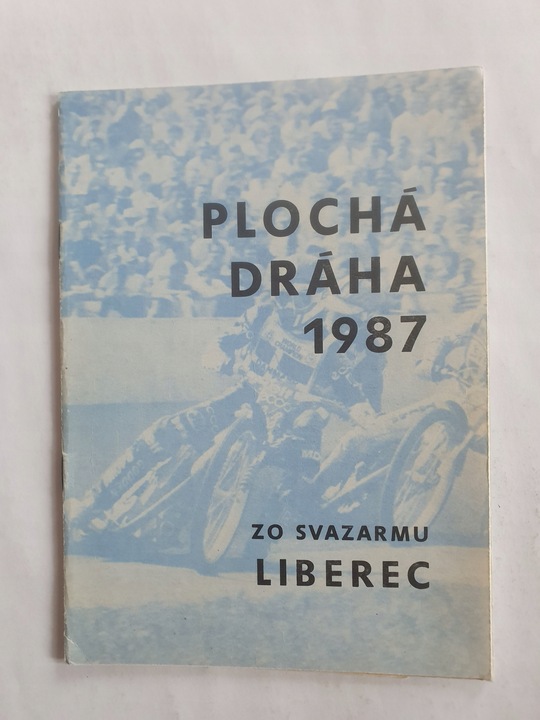 PLOCHÁ
DRÁHA
1987
ZO SVAZARMU
LIBEREC